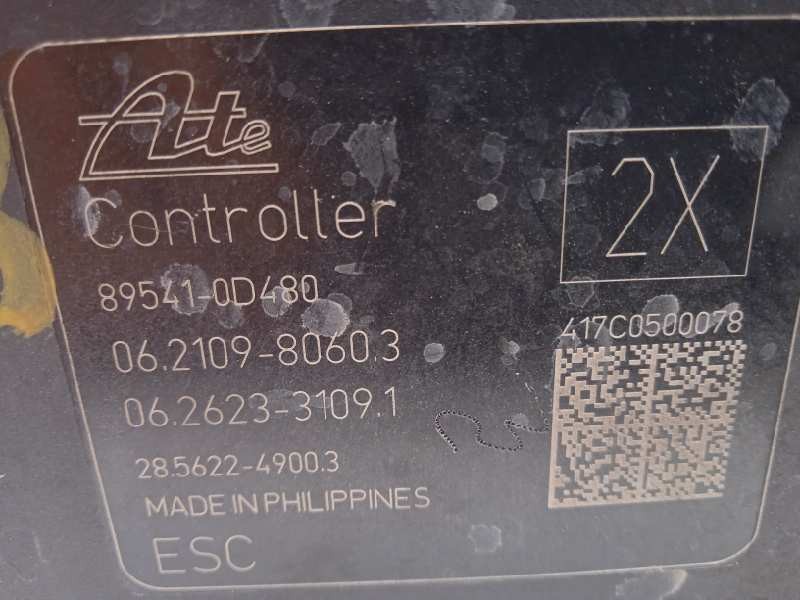 Ate
Controller
2X
89541-0D480
417C0500078
06.2109-8060.3
06.2623-3109.1
28.5622-4900.3
MADE IN PHILIPPINES
ESC